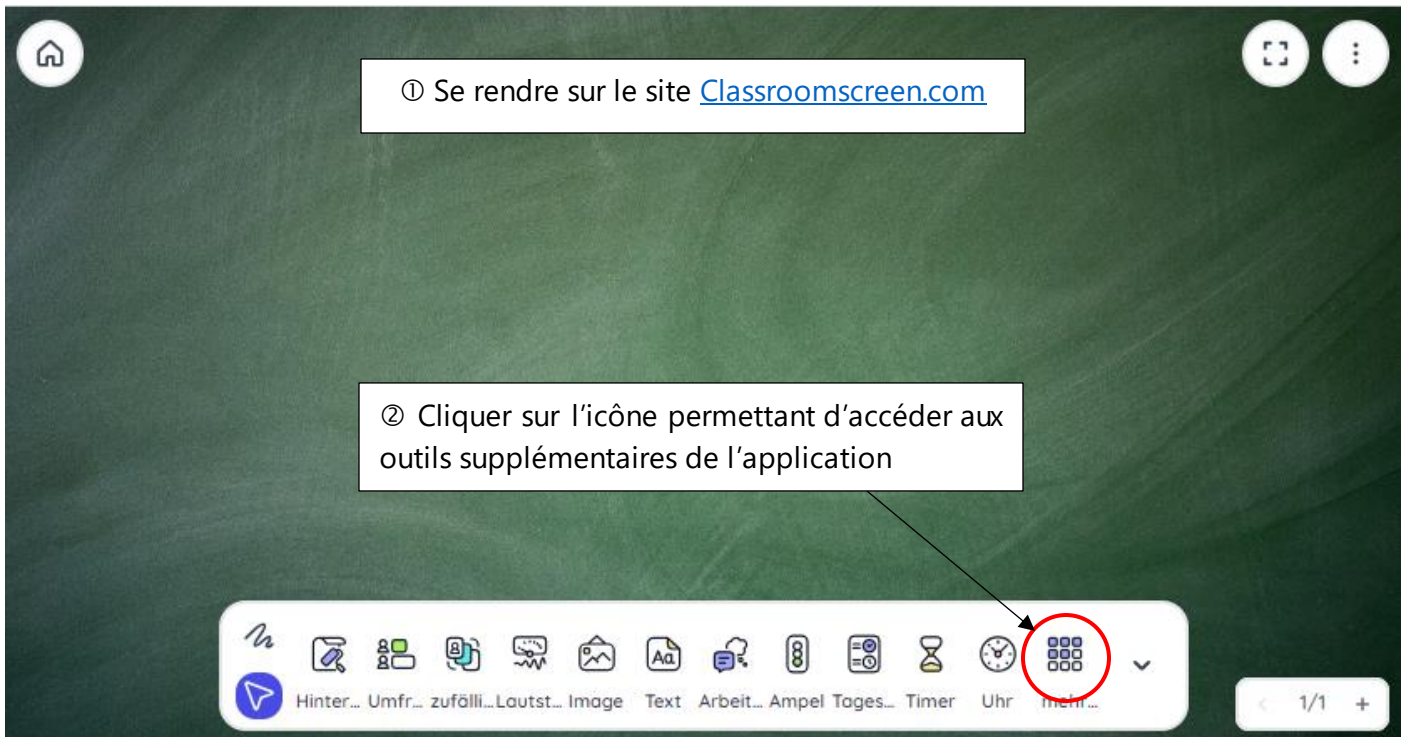 ① Se rendre sur le site Classroomscreen.com
② Cliquer sur l'icône permettant d'accéder aux
outils supplémentaires de l'application
Hinter... Umfr... zufälli... Lautst... Image Text Arbeit... Ampel Tages... Timer Uhr mehr...
1/1 +